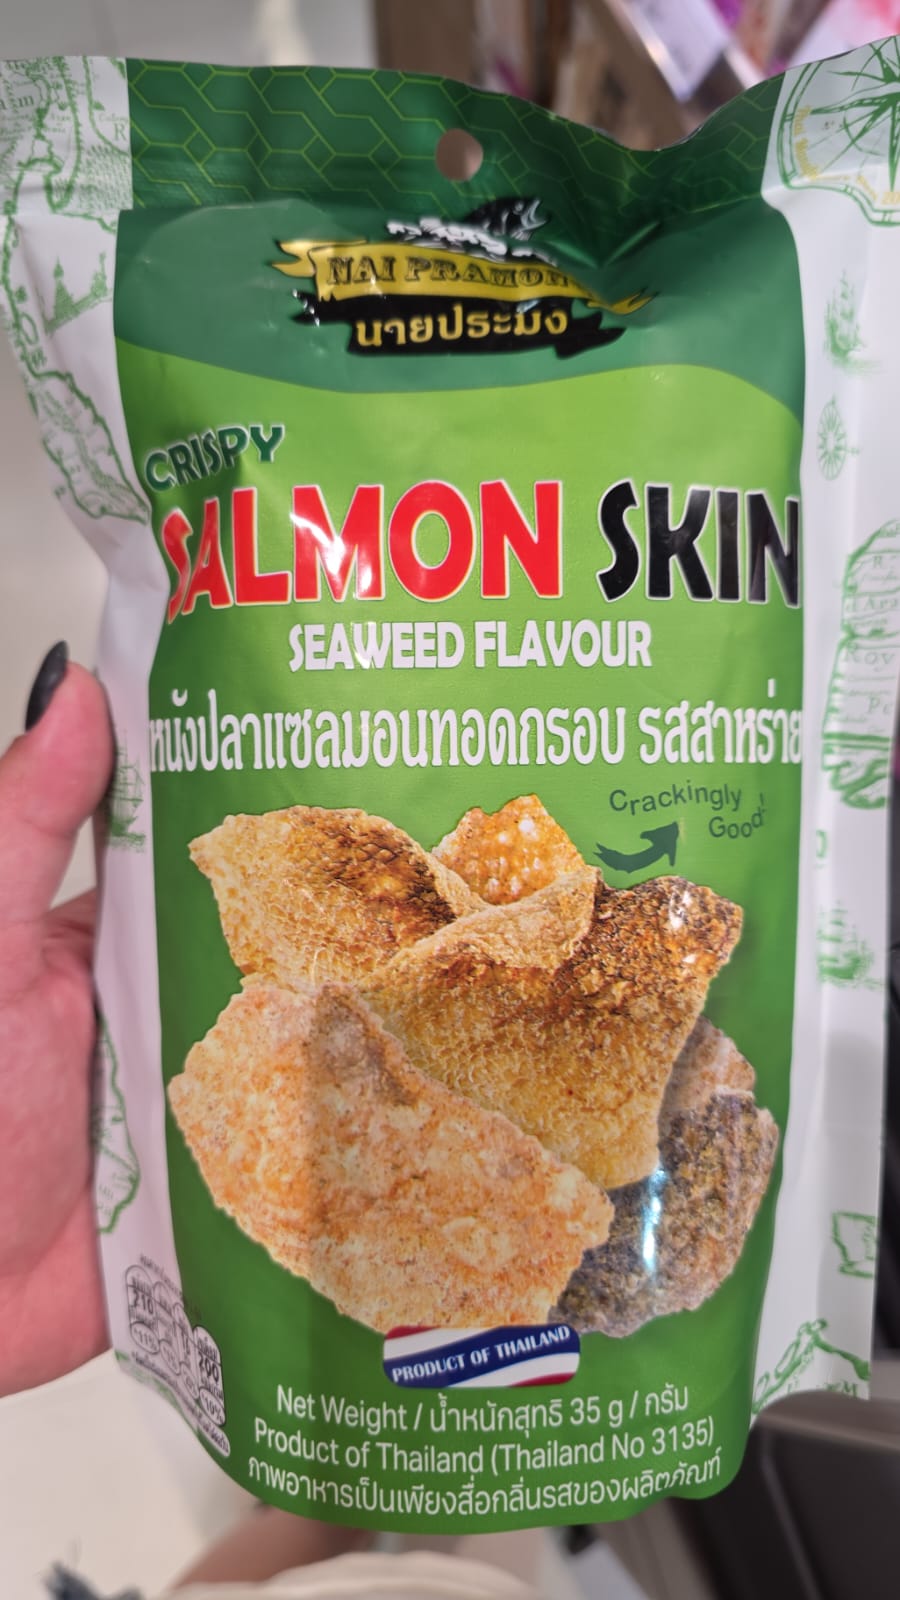 NAI PRAMONG
นายประมง
CRISPY
SALMON SKIN
SEAWEED FLAVOUR
หนังปลาแซลมอนทอดกรอบ รสสาหร่าย
Crackingly
Good!
210
200
PRODUCT OF THAILAND
Net Weight / น้ำหนักสุทธิ 35 g / กรัม
Product of Thailand (Thailand No 3135)
ภาพอาหารเป็นเพียงสื่อกลิ่นรสของผลิตภัณฑ์